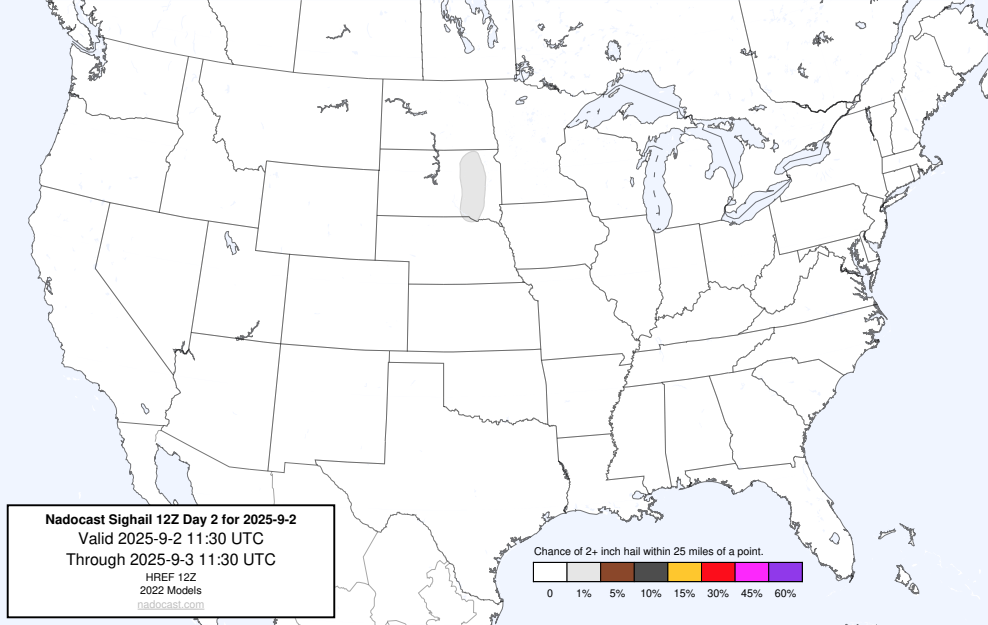 Nadocast Sighail 12Z Day 2 for 2025-9-2
Valid 2025-9-2 11:30 UTC
Through 2025-9-3 11:30 UTC
HREF 12Z
2022 Models
nadocast.com
Chance of 2+ inch hail within 25 miles of a point.
0 1% 5% 10% 15% 30% 45% 60%